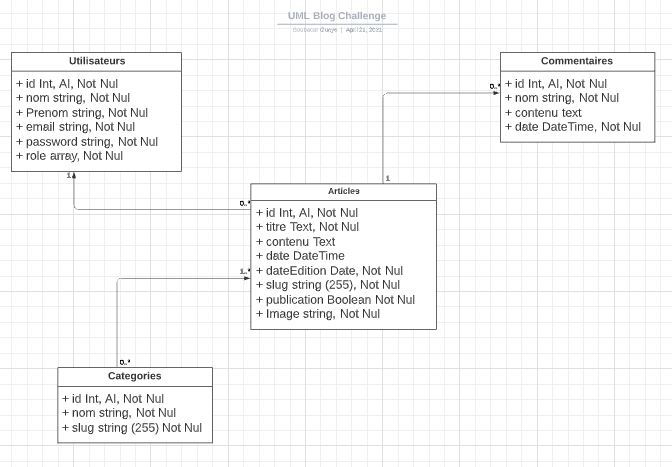 UML Blog Challenge
April 21, 2021
Utilisateurs
+ id Int, AI, Not Nul
+ nom string, Not Nul
+ Prenom string, Not Nul
+ email string, Not Nul
+ password string, Not Nul
+ role array, Not Nul
Commentaires
+ id Int, AI, Not Nul
+ nom string, Not Nul
+ contenu text
+ date DateTime, Not Nul
0..*
1
1
0..*
Articles
+ id Int, AI, Not Nul
+ titre Text, Not Nul
+ contenu Text
+ date DateTime
+ dateEdition Date, Not Nul
+ slug string (255), Not Nul
+ publication Boolean Not Nul
+ Image string, Not Nul
1..*
0..*
Categories
+ id Int, AI, Not Nul
+ nom string, Not Nul
+ slug string (255) Not Nul